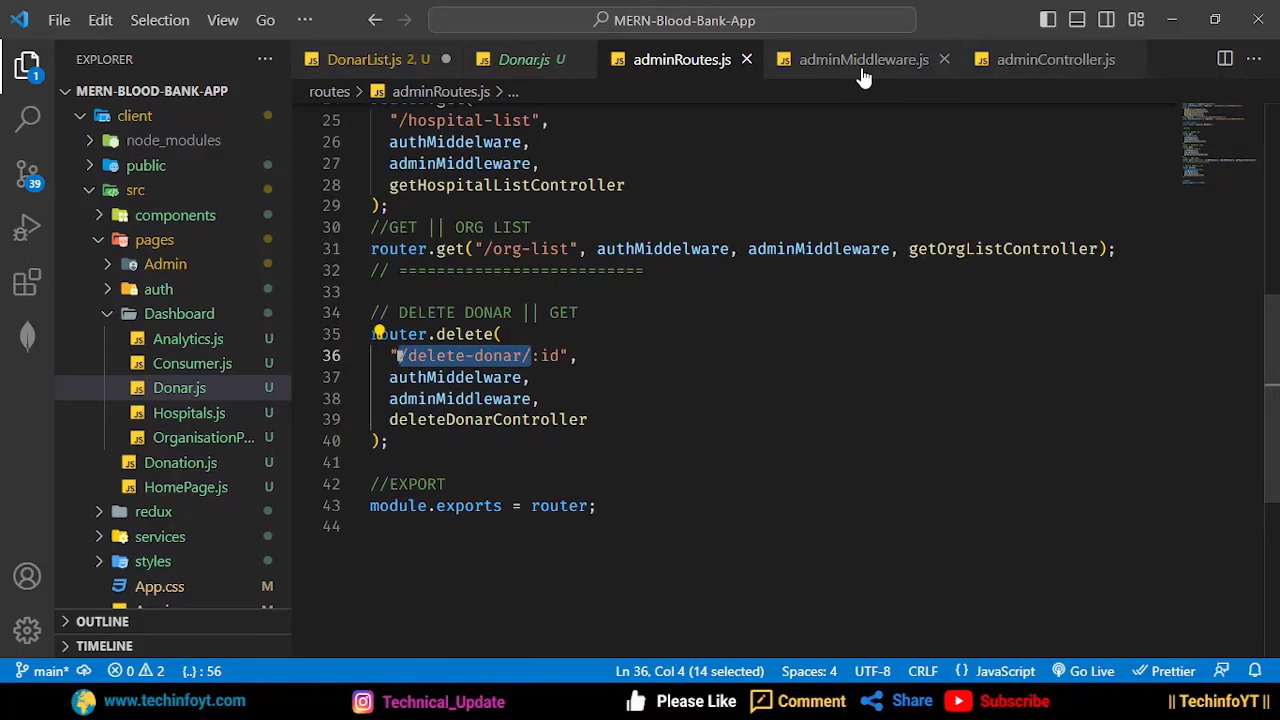 File Edit Selection View Go ...
MERN-Blood-Bank-App
EXPLORER ...
DonarList.js 2, U
Donar.js U
adminRoutes.js
adminMiddleware.js
adminController.js
MERN-BLOOD-BANK-APP
routes > adminRoutes.js > ...
1
39
client
node_modules
public
src
components
pages
Admin
auth
Dashboard
Analytics.js U
Consumer.js U
Donar.js U
Hospitals.js U
OrganisationP... U
Donation.js U
HomePage.js U
redux
services
styles
App.css M
OUTLINE
TIMELINE
25 "/hospital-list",
26 authMiddelware,
27 adminMiddleware,
28 getHospitalListController
29 );
30 //GET || ORG LIST
31 router.get("/org-list", authMiddelware, adminMiddleware, getOrgListController);
32 // ==========================
33
34 // DELETE DONAR || GET
35 router.delete(
36 "/delete-donar/:id",
37 authMiddelware,
38 adminMiddleware,
39 deleteDonarController
40 );
41
42 //EXPORT
43 module.exports = router;
44
main* 0 2 {..} : 56
Ln 36, Col 4 (14 selected) Spaces: 4 UTF-8 CRLF {} JavaScript Go Live Prettier
www.techinfoyt.com Technical_Update Please Like Comment Share Subscribe || TechinfoYT ||